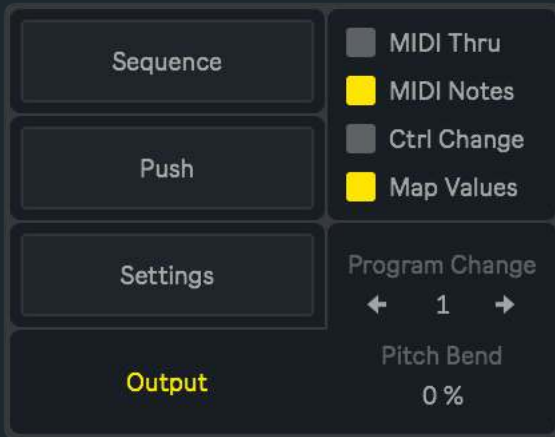 Sequence
Push
Settings
Output
MIDI Thru
MIDI Notes
Ctrl Change
Map Values
Program Change
1
Pitch Bend
0 %